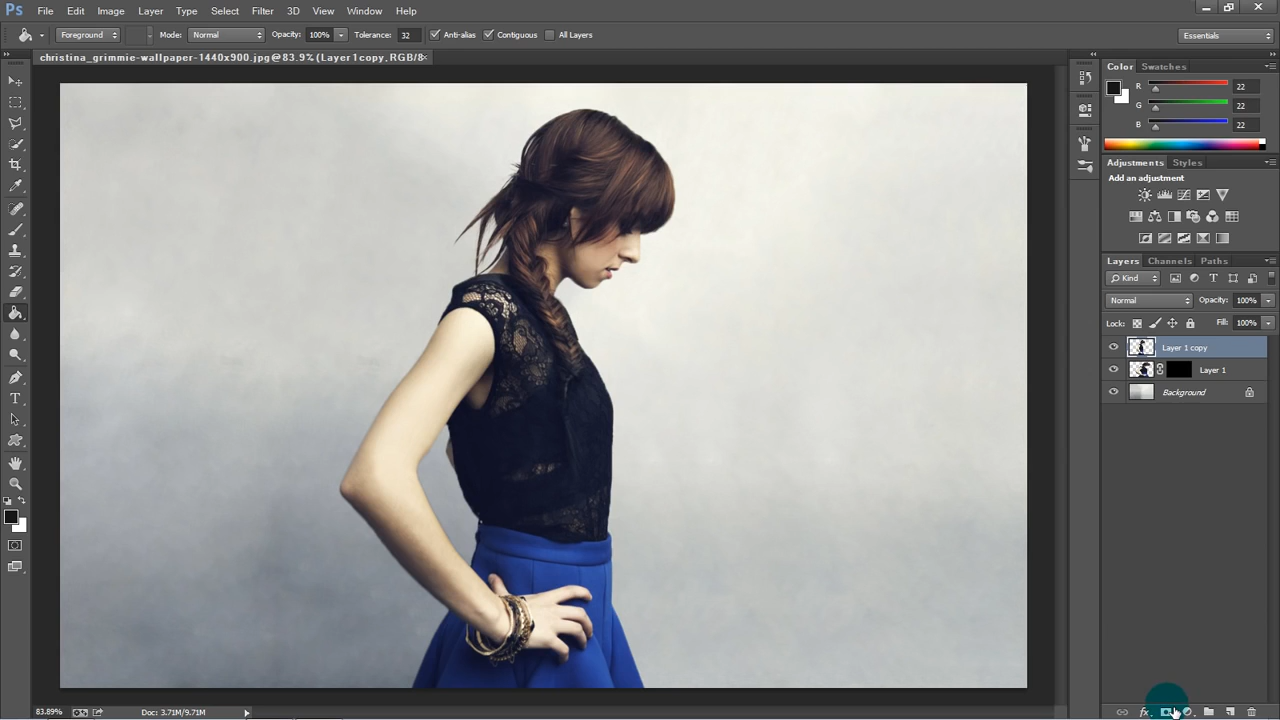 Ps File Edit Image Layer Type Select Filter 3D View Window Help
Foreground Mode: Normal Opacity: 100% Tolerance: 32 Anti-alias Contiguous All Layers Essentials
christina_grimmie-wallpaper-1440x900.jpg @ 83.9% (Layer 1 copy, RGB/8
Color Swatches
R 22
G 22
B 22
Adjustments Styles
Add an adjustment
Layers Channels Paths
Kind T
Normal Opacity: 100%
Lock: Fill: 100%
Layer 1 copy
Layer 1
Background
T
83.89% Doc: 3.71M/9.71M
fx